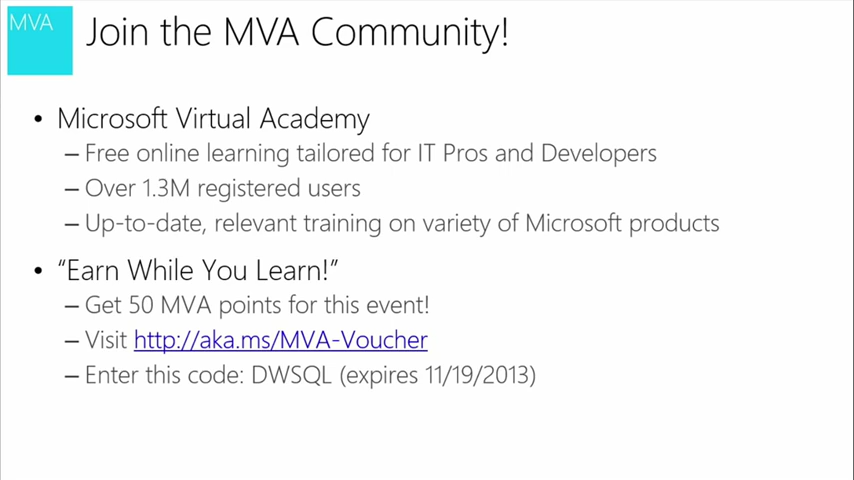 MVA
Join the MVA Community!
• Microsoft Virtual Academy
– Free online learning tailored for IT Pros and Developers
– Over 1.3M registered users
– Up-to-date, relevant training on variety of Microsoft products
• “Earn While You Learn!”
– Get 50 MVA points for this event!
– Visit http://aka.ms/MVA-Voucher
– Enter this code: DWSQL (expires 11/19/2013)